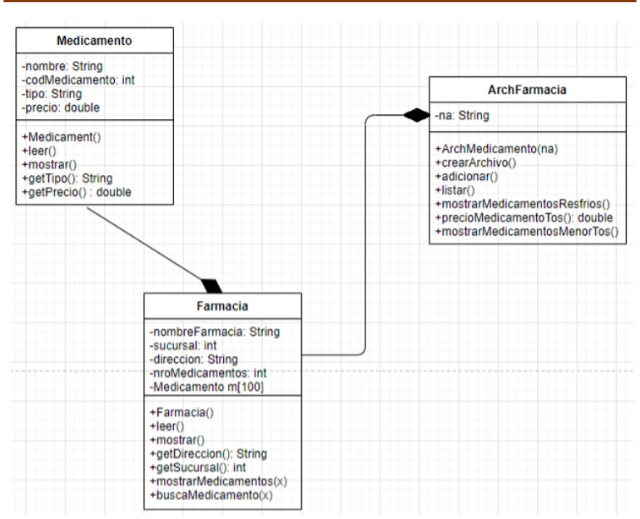 Medicamento
-nombre: String
-codMedicamento: int
-tipo: String
-precio: double
+Medicament()
+leer()
+mostrar()
+getTipo(): String
+getPrecio() : double
ArchFarmacia
-na: String
+ArchMedicamento(na)
+crearArchivo()
+adicionar()
+listar()
+mostrarMedicamentosResfrios()
+precioMedicamentoTos(): double
+mostrarMedicamentosMenorTos()
Farmacia
-nombreFarmacia: String
-sucursal: int
-direccion: String
-nroMedicamentos: int
-Medicamento m[100]
+Farmacia()
+leer()
+mostrar()
+getDireccion(): String
+getSucursal(): int
+mostrarMedicamentos(x)
+buscaMedicamento(x)